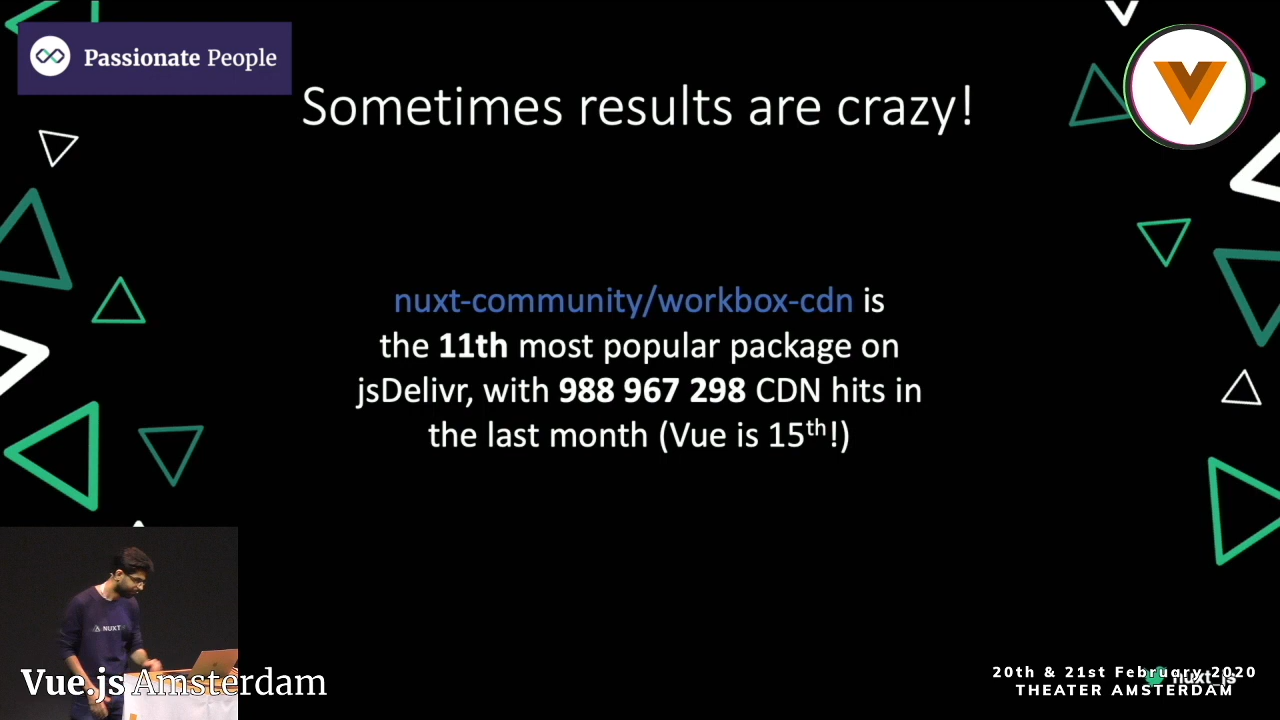 Passionate People
Sometimes results are crazy!
nuxt-community/workbox-cdn is
the 11th most popular package on
jsDelivr, with 988 967 298 CDN hits in
the last month (Vue is 15th!)
NUXT
Vue.js Amsterdam
20th & 21st February 2020
nuxt_js
THEATER AMSTERDAM